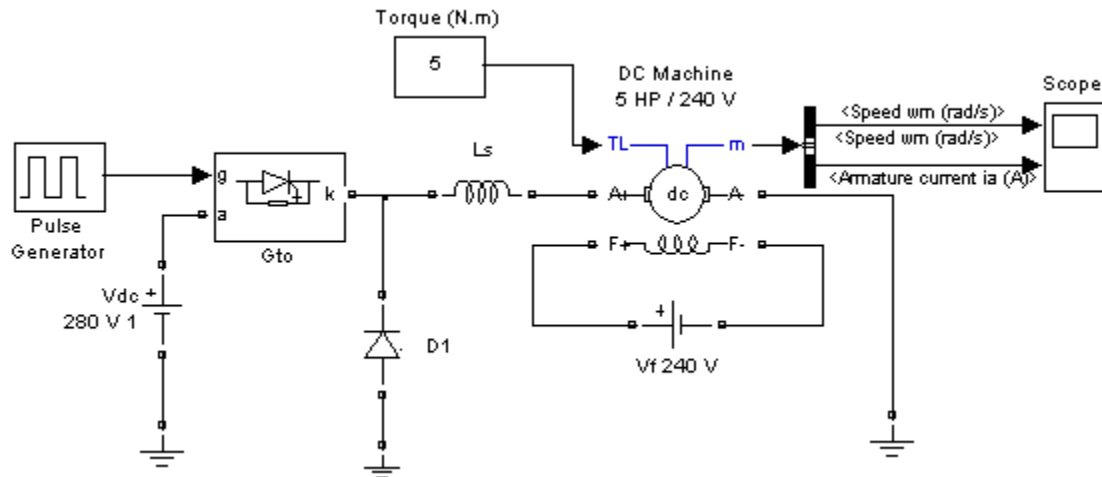 Torque (N.m)
5
DC Machine
5 HP / 240 V
Scope
<Speed wm (rad/s)>
<Speed wm (rad/s)>
<Armature current ia (A)>
TL
m
Ls
g
a
k
A+
dc
A-
Pulse
Generator
Gto
F+
F-
Vdc
+
280 V 1
D1
+
Vf 240 V